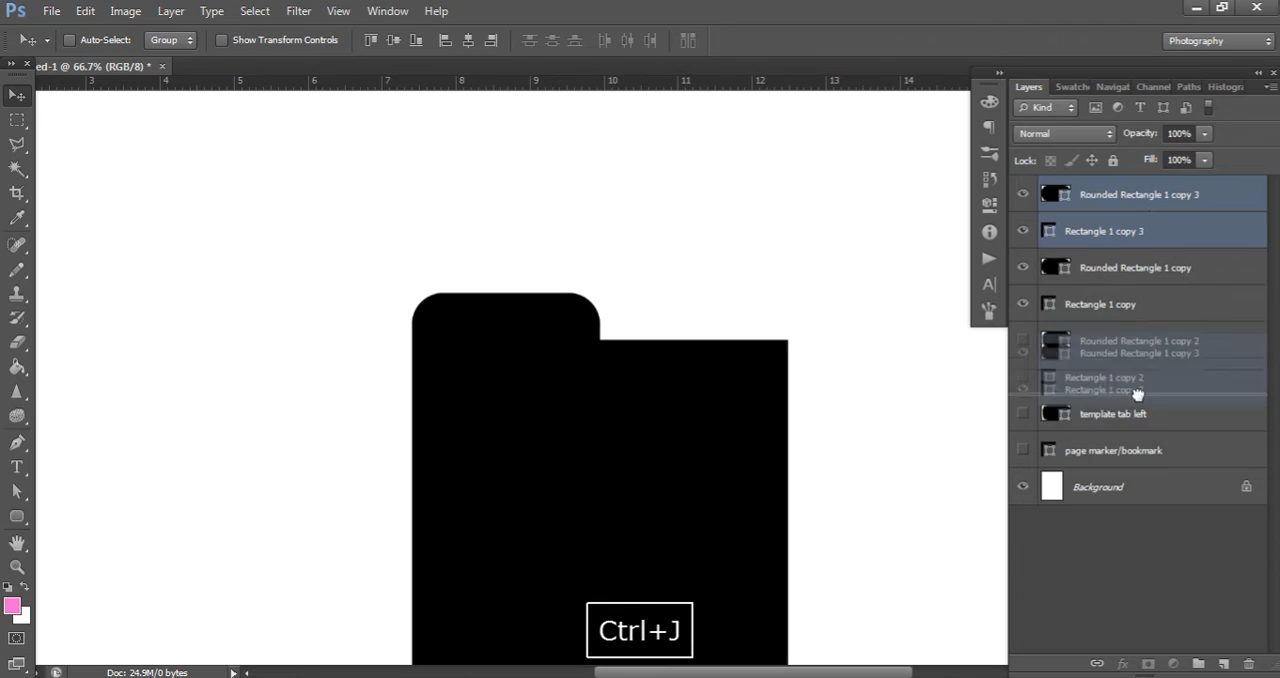 Ps File Edit Image Layer Type Select Filter View Window Help
Auto-Select: Group Show Transform Controls Photography
ed-1 @ 66.7% (RGB/8) * ×
3 4 5 6 7 8 9 10 11 12 13 14
Layers Swatch Navigat Channel Paths Histogra
Kind
Normal Opacity: 100%
Lock: Fill: 100%
Rounded Rectangle 1 copy 3
Rectangle 1 copy 3
Rounded Rectangle 1 copy
Rectangle 1 copy
Rounded Rectangle 1 copy 2
Rounded Rectangle 1 copy 3
Rectangle 1 copy 2
Rectangle 1
template tab left
page marker/bookmark
Background
Ctrl+J
Doc: 24.9M/0 bytes